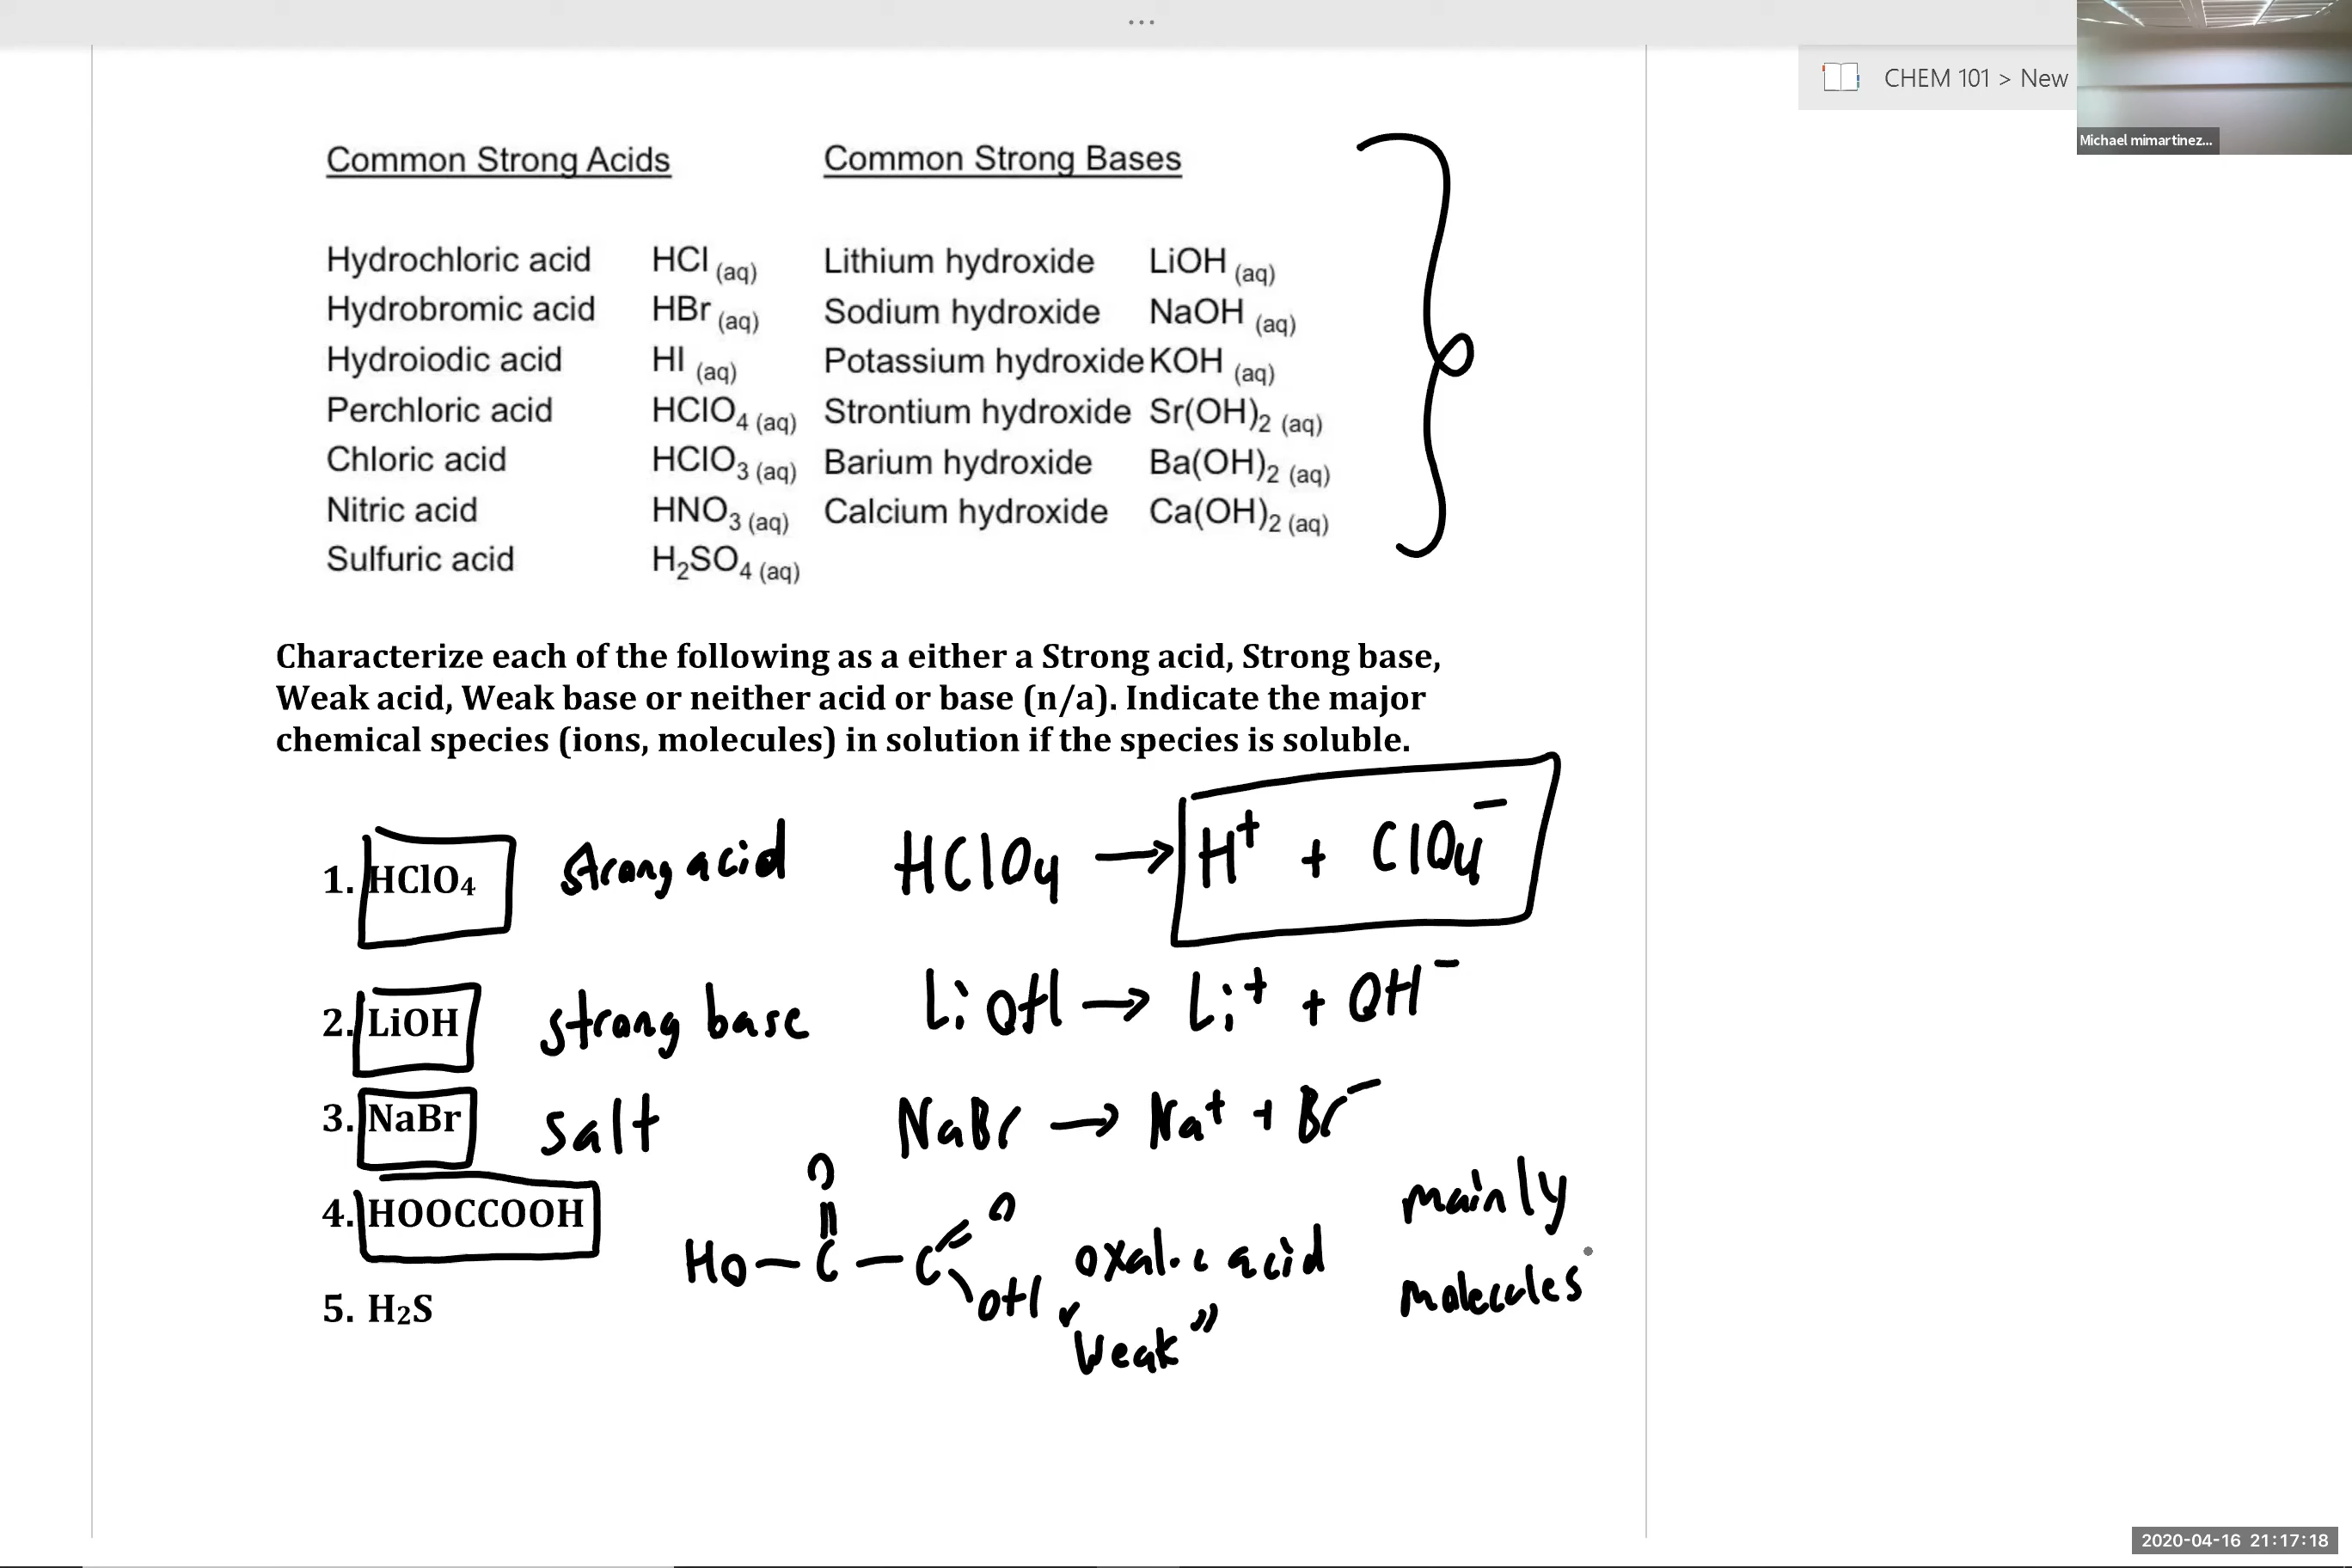 ...
CHEM 101 > New
Michael mimartinez...
Common Strong Acids Common Strong Bases
Hydrochloric acid HCl (aq) Lithium hydroxide LiOH (aq)
Hydrobromic acid HBr (aq) Sodium hydroxide NaOH (aq)
Hydroiodic acid HI (aq) Potassium hydroxide KOH (aq)
Perchloric acid HClO4 (aq) Strontium hydroxide Sr(OH)2 (aq)
Chloric acid HClO3 (aq) Barium hydroxide Ba(OH)2 (aq)
Nitric acid HNO3 (aq) Calcium hydroxide Ca(OH)2 (aq)
Sulfuric acid H2SO4 (aq)
Characterize each of the following as a either a Strong acid, Strong base,
Weak acid, Weak base or neither acid or base (n/a). Indicate the major
chemical species (ions, molecules) in solution if the species is soluble.
1. HClO4 strong acid HClO4 → H+ + ClO4−
2. LiOH strong base LiOH → Li+ + OH−
3. NaBr salt NaBr → Na+ + Br−
4. HOOCCOOH HO—C(=O)—C(=O)OH oxalic acid mainly
"weak" molecules
5. H2S
2020-04-16 21:17:18